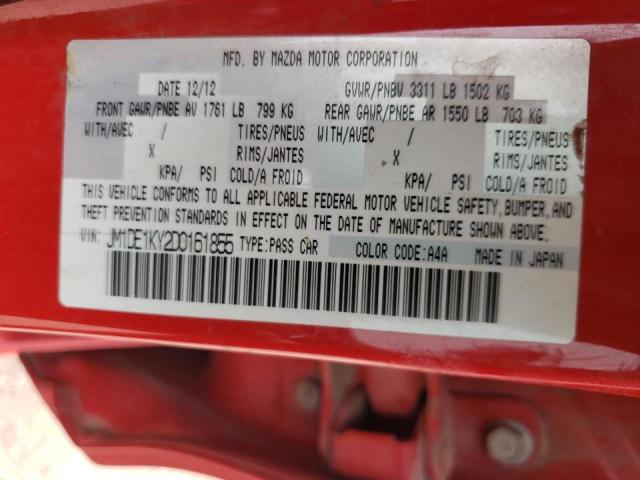 MFD. BY MAZDA MOTOR CORPORATION
DATE 12/12 GVWR/PNBV 3311 LB 1502 KG
FRONT GAWR/PNBE AV 1761 LB 799 KG REAR GAWR/PNBE AR 1550 LB 703 KG
WITH/AVEC / TIRES/PNEUS WITH/AVEC / TIRES/PNEUS
X RIMS/JANTES X RIMS/JANTES
KPA/ PSI COLD/A FROID KPA/ PSI COLD/A FROID
THIS VEHICLE CONFORMS TO ALL APPLICABLE FEDERAL MOTOR VEHICLE SAFETY, BUMPER, AND
THEFT PREVENTION STANDARDS IN EFFECT ON THE DATE OF MANUFACTURE SHOWN ABOVE.
VIN: JM1DE1KY2D0161855 TYPE:PASS CAR COLOR CODE:A4A MADE IN JAPAN